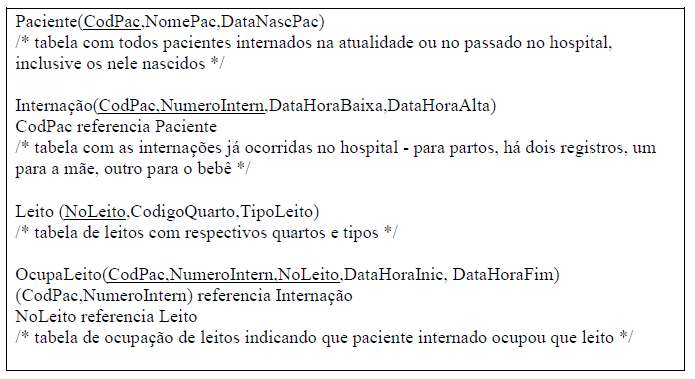 Paciente(CodPac,NomePac,DataNascPac)
/* tabela com todos pacientes internados na atualidade ou no passado no hospital,
inclusive os nele nascidos */
Internação(CodPac,NumeroIntern,DataHoraBaixa,DataHoraAlta)
CodPac referencia Paciente
/* tabela com as internações já ocorridas no hospital - para partos, há dois registros, um
para a mãe, outro para o bebê */
Leito (NoLeito,CodigoQuarto,TipoLeito)
/* tabela de leitos com respectivos quartos e tipos */
OcupaLeito(CodPac,NumeroIntern,NoLeito,DataHoraInic, DataHoraFim)
(CodPac,NumeroIntern) referencia Internação
NoLeito referencia Leito
/* tabela de ocupação de leitos indicando que paciente internado ocupou que leito */